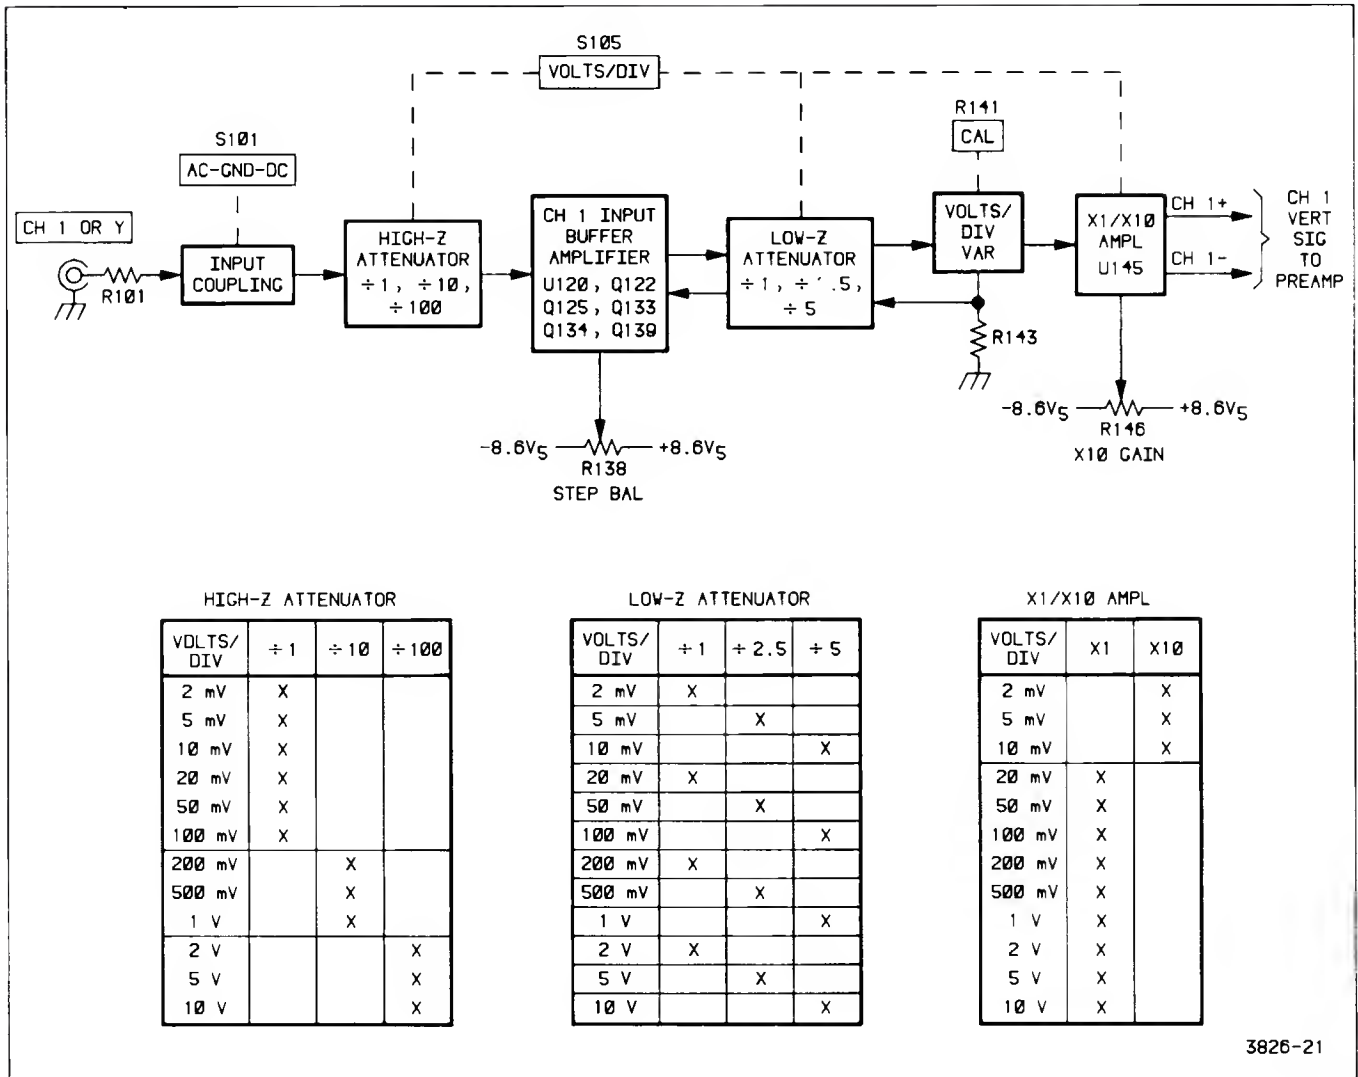 S105
VOLTS/DIV
S101
AC-GND-DC
R141
CAL
CH 1 OR Y
R101
INPUT
COUPLING
HIGH-Z
ATTENUATOR
÷1, ÷10,
÷100
CH 1 INPUT
BUFFER
AMPLIFIER
U120, Q122
Q125, Q133
Q134, Q139
LOW-Z
ATTENUATOR
÷1, ÷ .5,
÷5
VOLTS/
DIV
VAR
X1/X10
AMPL
U145
CH 1+
CH 1-
CH 1
VERT
SIG
TO
PREAMP
R143
-8.6V5
+8.6V5
R138
STEP BAL
-8.6V5
+8.6V5
R146
X10 GAIN
HIGH-Z ATTENUATOR
VOLTS/DIV ÷1 ÷10 ÷100
2 mV X
5 mV X
10 mV X
20 mV X
50 mV X
100 mV X
200 mV X
500 mV X
1 V X
2 V X
5 V X
10 V X
LOW-Z ATTENUATOR
VOLTS/DIV ÷1 ÷2.5 ÷5
2 mV X
5 mV X
10 mV X
20 mV X
50 mV X
100 mV X
200 mV X
500 mV X
1 V X
2 V X
5 V X
10 V X
X1/X10 AMPL
VOLTS/DIV X1 X10
2 mV X
5 mV X
10 mV X
20 mV X
50 mV X
100 mV X
200 mV X
500 mV X
1 V X
2 V X
5 V X
10 V X
3826-21